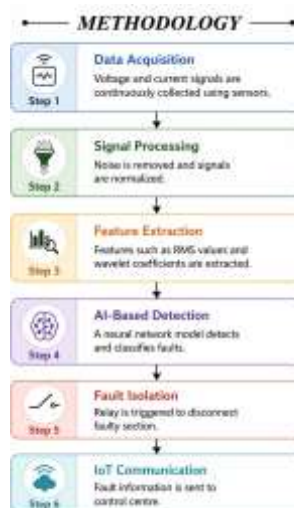 METHODOLOGY
Data Acquisition
Voltage and current signals are
continuously collected using sensors.
Step 1
Signal Processing
Noise is removed and signals
are normalized.
Step 2
Feature Extraction
Features such as RMS values and
wavelet coefficients are extracted.
Step 3
AI-Based Detection
A neural network model detects
and classifies faults.
Step 4
Fault Isolation
Relay is triggered to disconnect
faulty section.
Step 5
IoT Communication
Fault information is sent to
control centre.
Step 6